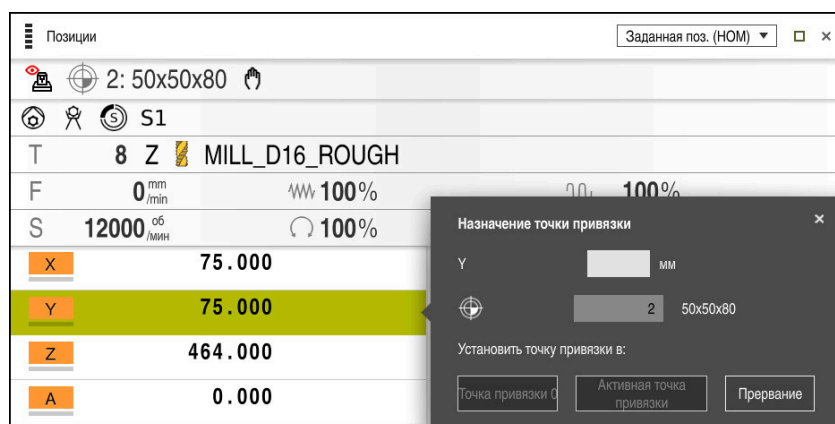 Позиции
Заданная поз. (НОМ)
2: 50x50x80
S1
T 8 Z MILL_D16_ROUGH
F 0 mm/min 100% 100%
S 12000 об/мин 100%
X 75.000
Y 75.000
Z 464.000
A 0.000
Назначение точки привязки
Y мм
2 50x50x80
Установить точку привязки в:
Точка привязки 0
Активная точка
привязки
Прервание